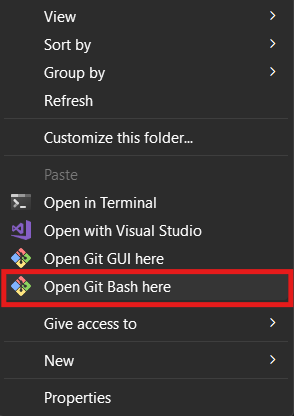 View
Sort by
Group by
Refresh
Customize this folder...
Paste
Open in Terminal
Open with Visual Studio
Open Git GUI here
Open Git Bash here
Give access to
New
Properties